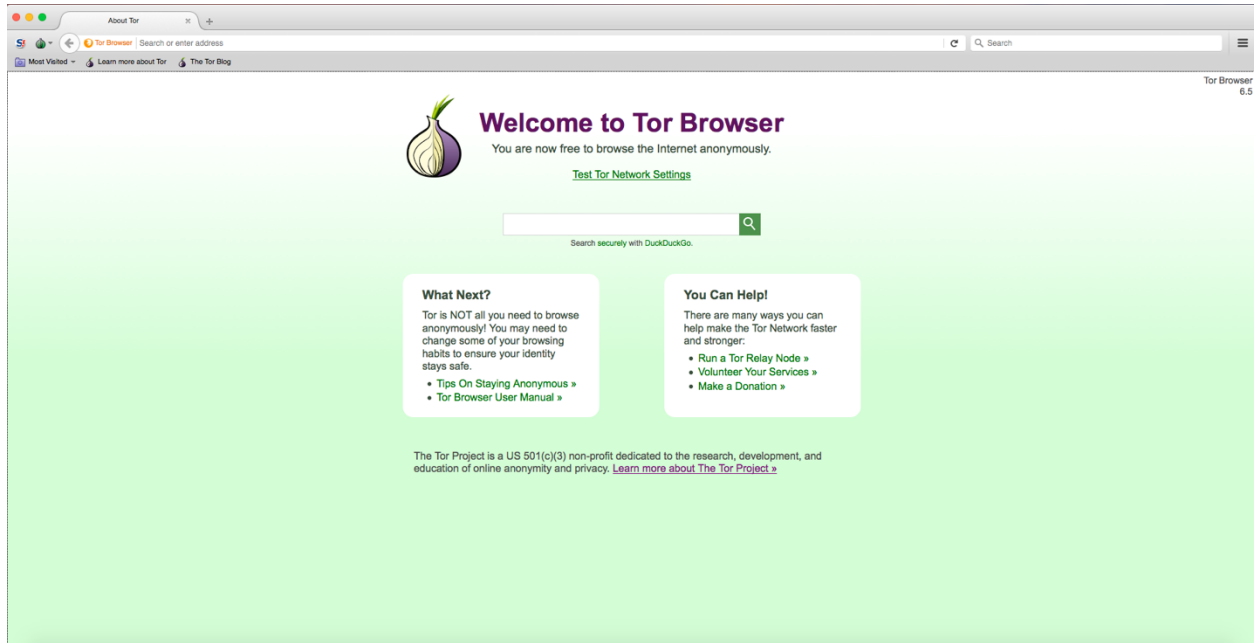 About Tor
S!
Tor Browser Search or enter address
Search
Most Visited Learn more about Tor The Tor Blog
Tor Browser
6.5
Welcome to Tor Browser
You are now free to browse the Internet anonymously.
Test Tor Network Settings
Search securely with DuckDuckGo.
What Next?
Tor is NOT all you need to browse
anonymously! You may need to
change some of your browsing
habits to ensure your identity
stays safe.
• Tips On Staying Anonymous »
• Tor Browser User Manual »
You Can Help!
There are many ways you can
help make the Tor Network faster
and stronger:
• Run a Tor Relay Node »
• Volunteer Your Services »
• Make a Donation »
The Tor Project is a US 501(c)(3) non-profit dedicated to the research, development, and
education of online anonymity and privacy. Learn more about The Tor Project »